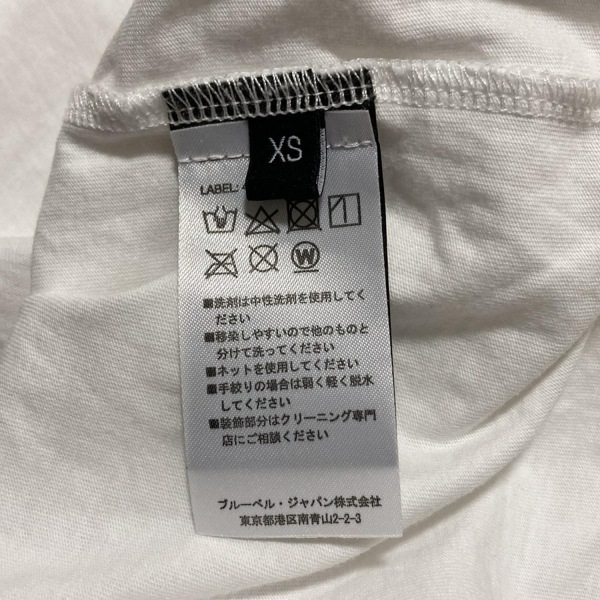 XS
LABEL:
W
■洗剤は中性洗剤を使用してく
ださい
■移染しやすいので他のものと
分けて洗ってください
■ネットを使用してください
■手絞りの場合は弱く軽く脱水
してください
■装飾部分はクリーニング専門
店にご相談ください
ブルーベル・ジャパン株式会社
東京都港区南青山2-2-3